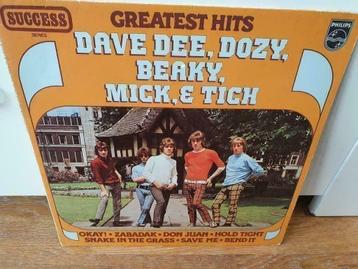 SUCCESS
SERIES
GREATEST HITS
PHILIPS
DAVE DEE, DOZY,
BEAKY,
MICK, & TICH
OKAY! • ZABADAK • DON JUAN • HOLD TIGHT
SNAKE IN THE GRASS • SAVE ME • BEND IT